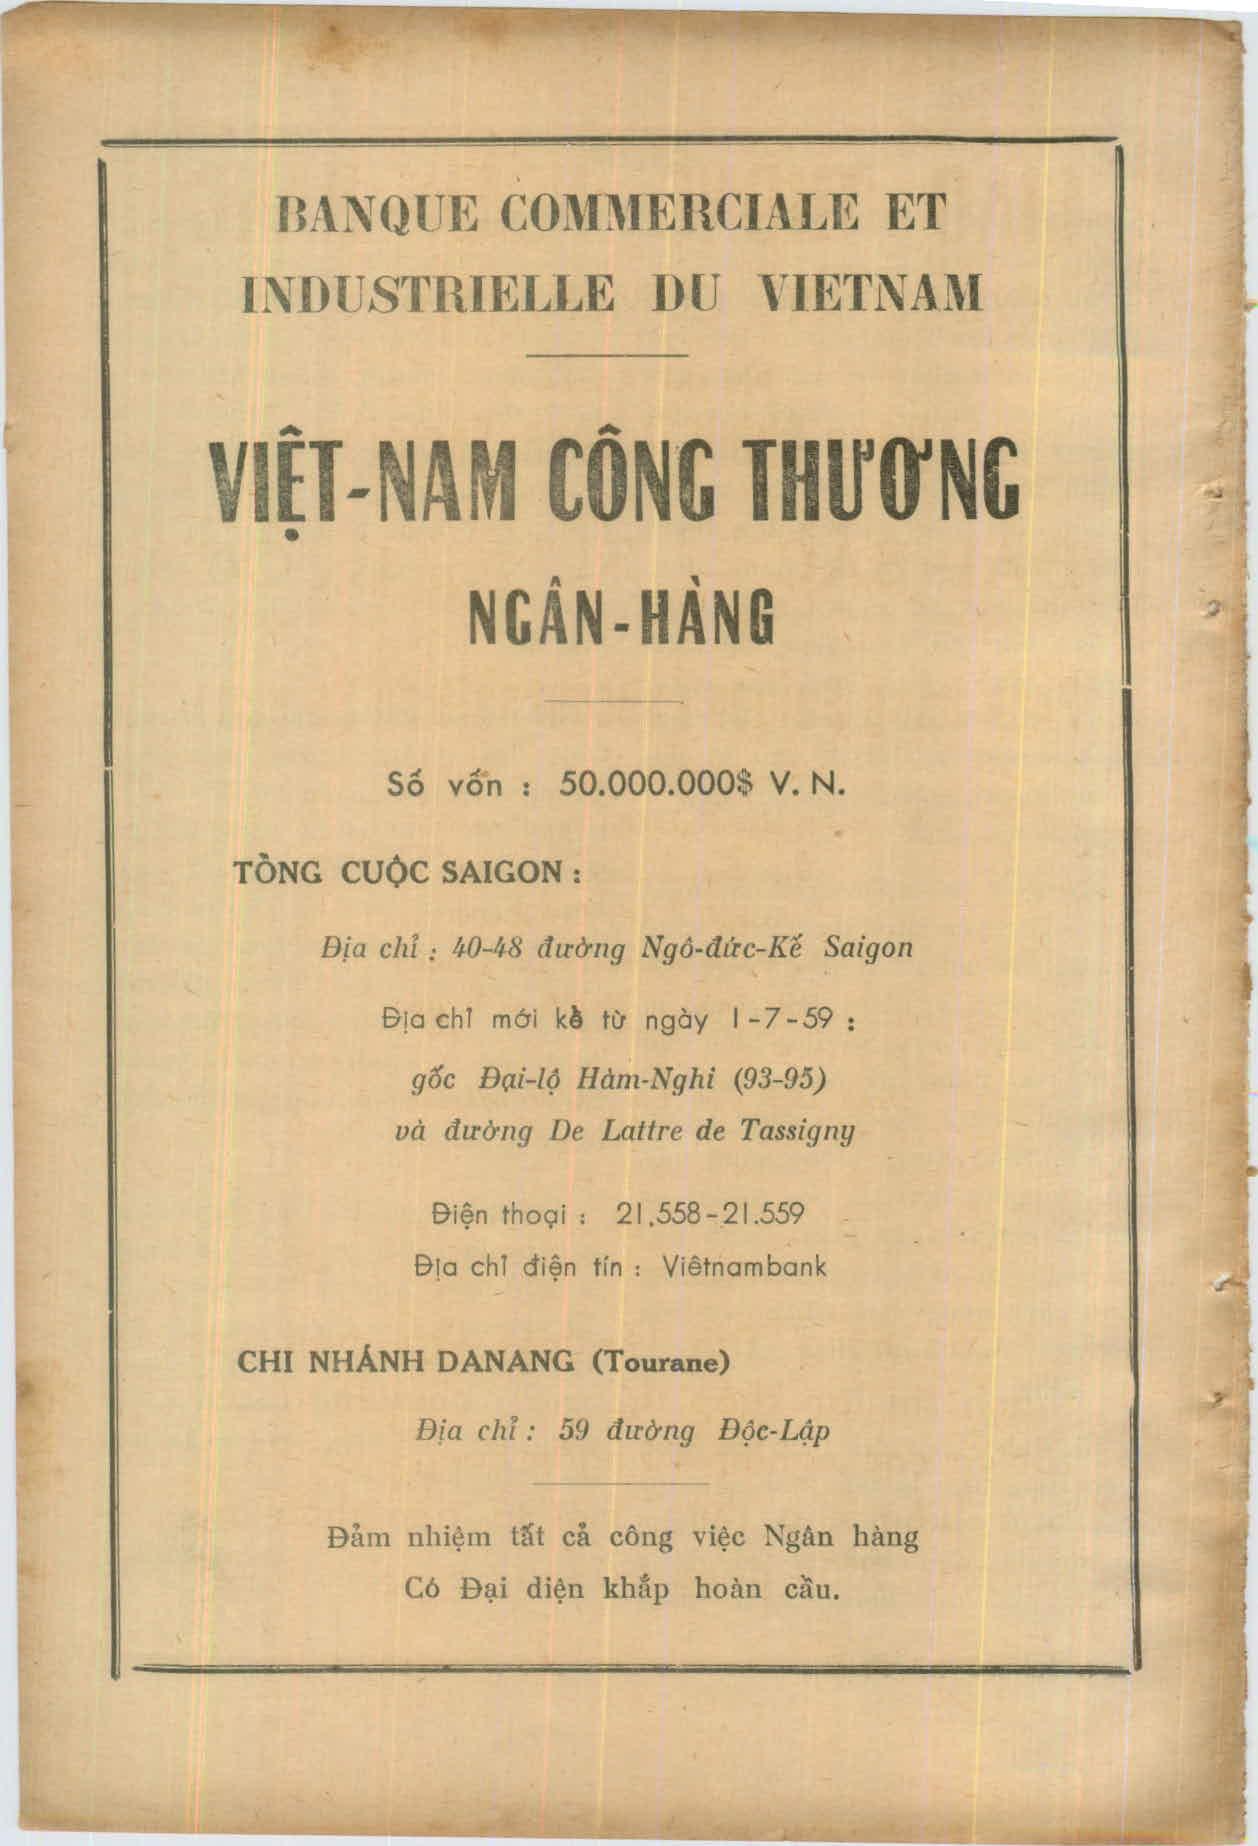 BANQUE COMMERCIALE ET
INDUSTRIELLE DU VIETNAM
VIỆT-NAM CÔNG THƯƠNG
NGÂN-HÀNG
Số vốn : 50.000.000$ V. N.
TỔNG CUỘC SAIGON :
Địa chỉ : 40-48 đường Ngô-đức-Kế Saigon
Địa chỉ mới kể từ ngày 1-7-59 :
gốc Đại-lộ Hàm-Nghi (93-95)
và đường De Lattre de Tassigny
Điện thoại : 21.558-21.559
Địa chỉ điện tín : Viêtnambank
CHI NHÁNH DANANG (Tourane)
Địa chỉ : 59 đường Độc-Lập
Đảm nhiệm tất cả công việc Ngân hàng
Có Đại diện khắp hoàn cầu.